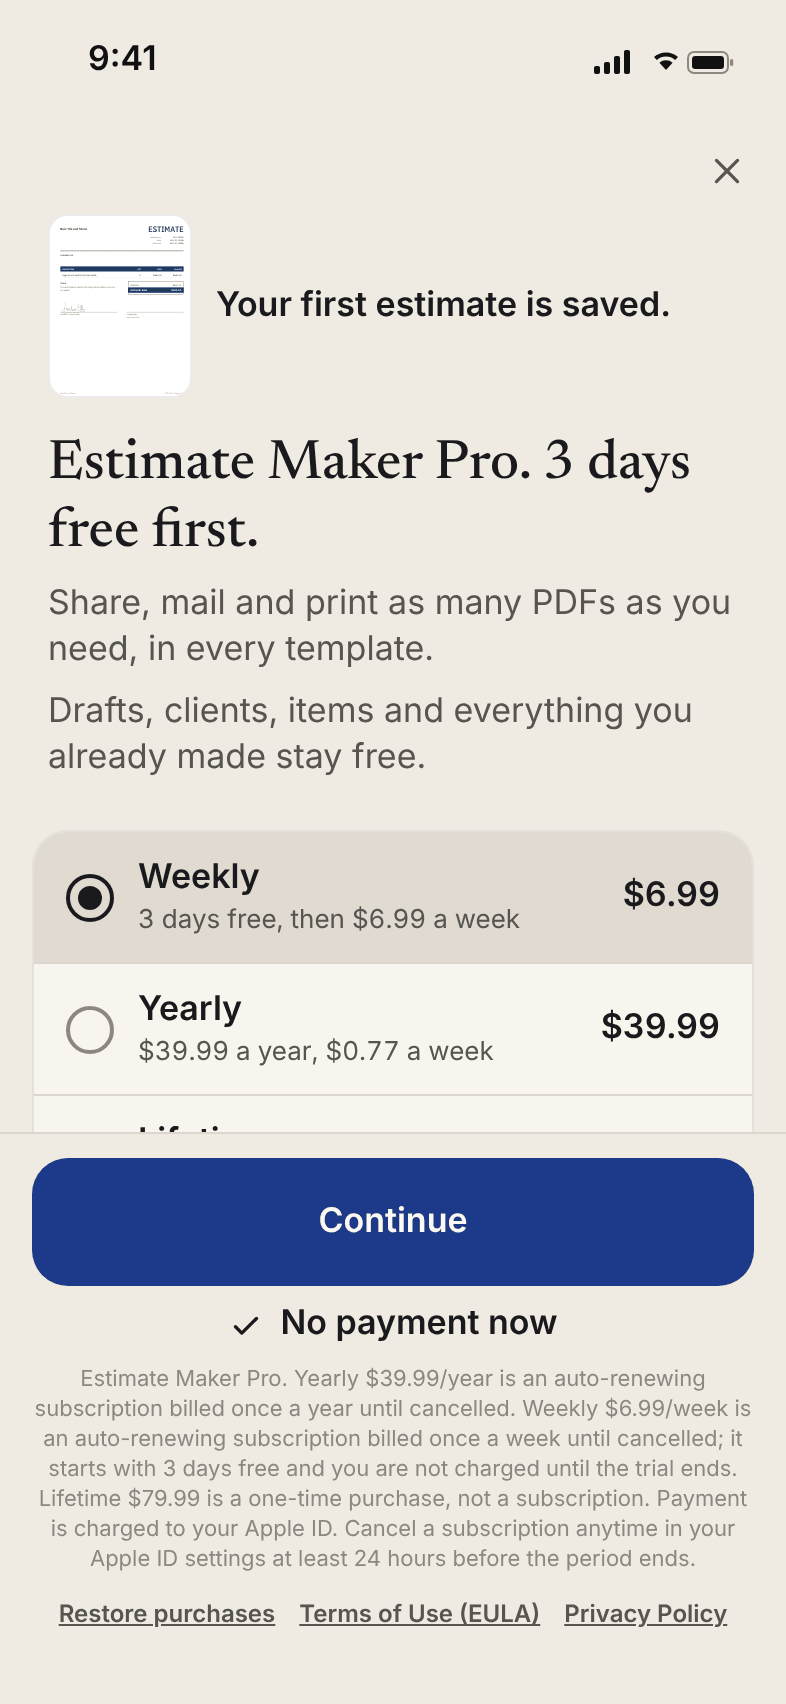 9:41
ESTIMATE
Your first estimate is saved.
Estimate Maker Pro. 3 days
free first.
Share, mail and print as many PDFs as you
need, in every template.
Drafts, clients, items and everything you
already made stay free.
Weekly
$6.99
3 days free, then $6.99 a week
Yearly
$39.99
$39.99 a year, $0.77 a week
Continue
No payment now
Estimate Maker Pro. Yearly $39.99/year is an auto-renewing
subscription billed once a year until cancelled. Weekly $6.99/week is
an auto-renewing subscription billed once a week until cancelled; it
starts with 3 days free and you are not charged until the trial ends.
Lifetime $79.99 is a one-time purchase, not a subscription. Payment
is charged to your Apple ID. Cancel a subscription anytime in your
Apple ID settings at least 24 hours before the period ends.
Restore purchases Terms of Use (EULA) Privacy Policy